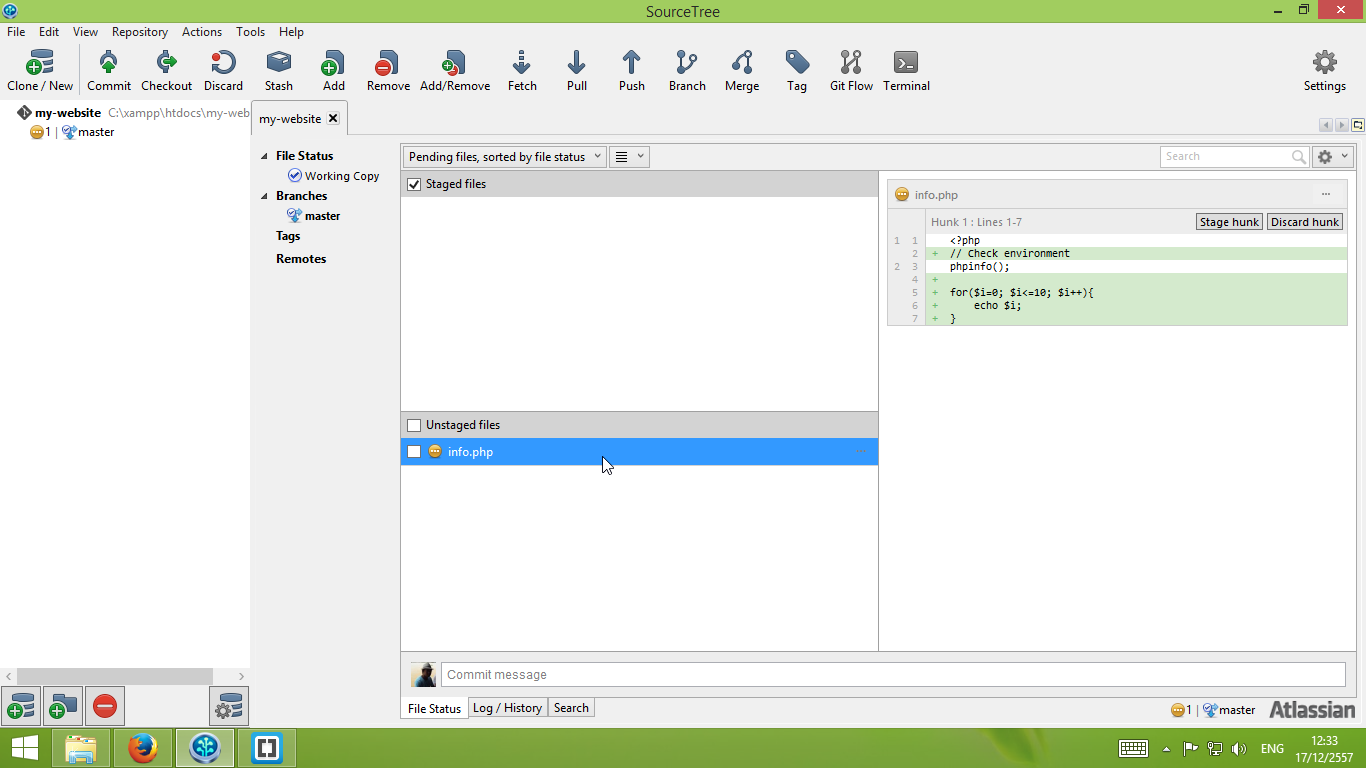 SourceTree
File Edit View Repository Actions Tools Help
Clone / New Commit Checkout Discard Stash Add Remove Add/Remove Fetch Pull Push Branch Merge Tag Git Flow Terminal Settings
my-website C:\xampp\htdocs\my-web
1 | master
my-website
File Status
Working Copy
Branches
master
Tags
Remotes
Pending files, sorted by file status
Search
Staged files
Unstaged files
info.php
info.php
Hunk 1 : Lines 1-7 Stage hunk Discard hunk
1 1 <?php
2 + // Check environment
2 3 phpinfo();
4 +
5 + for($i=0; $i<=10; $i++){
6 + echo $i;
7 + }
Commit message
File Status Log / History Search
1 | master Atlassian
ENG 12:33
17/12/2557